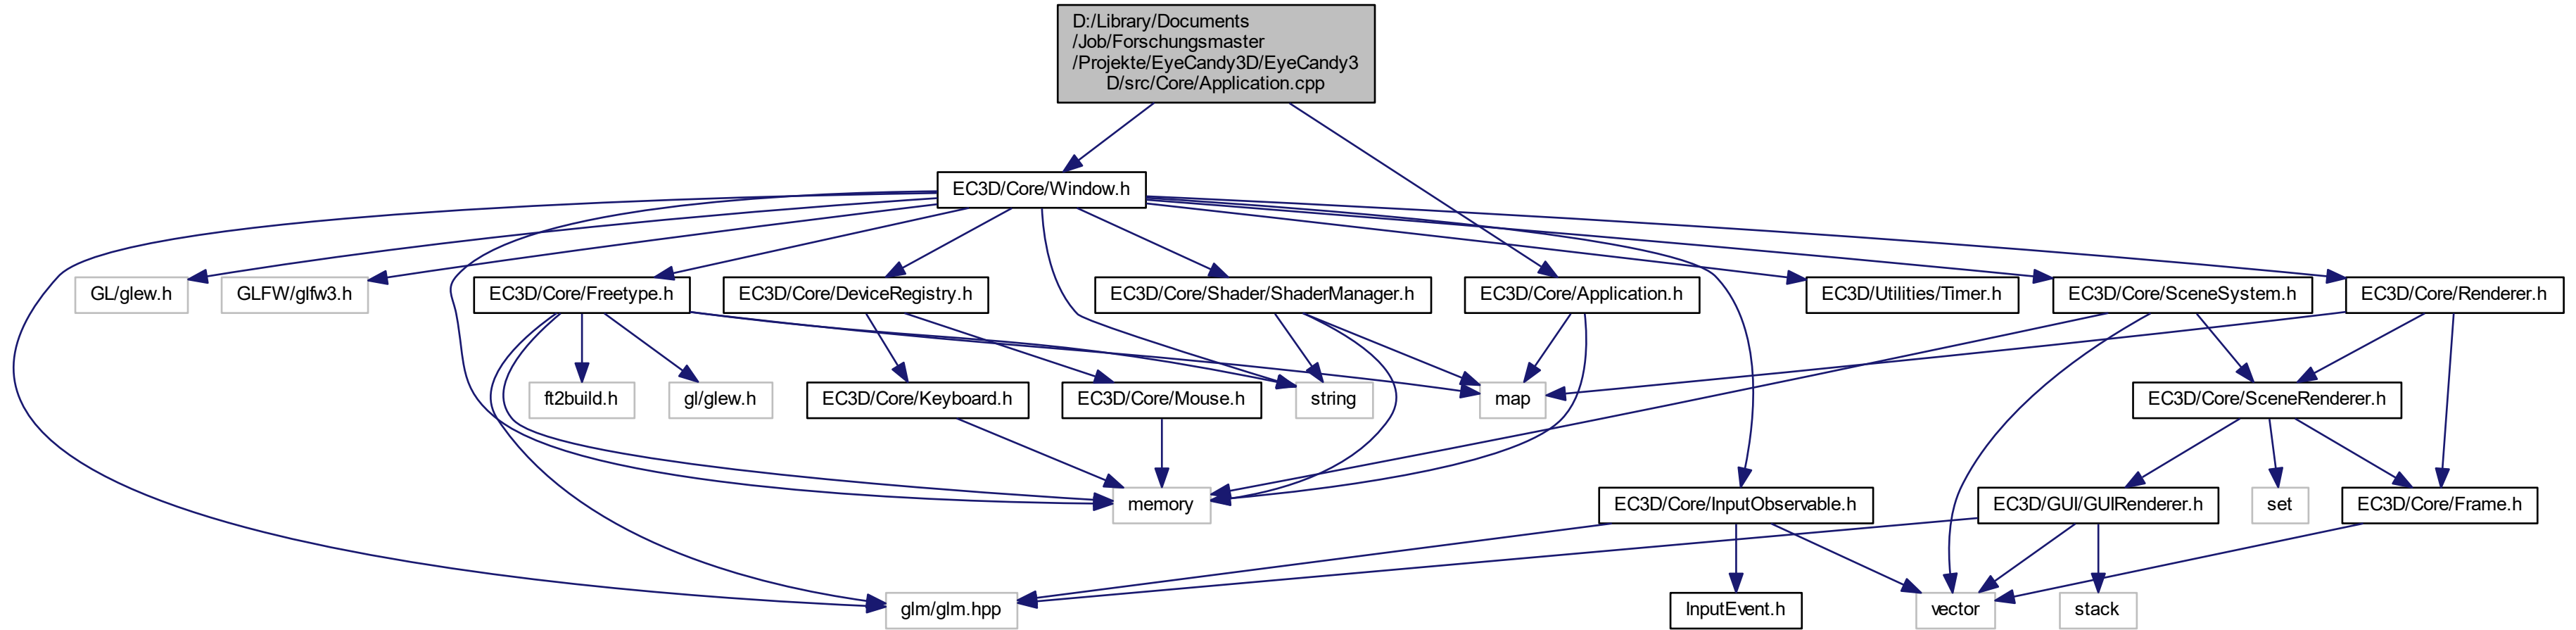 D:/Library/Documents
/Job/Forschungsmaster
/Projekte/EyeCandy3D/EyeCandy3
D/src/Core/Application.cpp
EC3D/Core/Window.h
GL/glew.h
GLFW/glfw3.h
EC3D/Core/Freetype.h
EC3D/Core/DeviceRegistry.h
EC3D/Core/Shader/ShaderManager.h
EC3D/Core/Application.h
EC3D/Utilities/Timer.h
EC3D/Core/SceneSystem.h
EC3D/Core/Renderer.h
ft2build.h
gl/glew.h
EC3D/Core/Keyboard.h
EC3D/Core/Mouse.h
string
map
EC3D/Core/SceneRenderer.h
memory
EC3D/Core/InputObservable.h
EC3D/GUI/GUIRenderer.h
set
EC3D/Core/Frame.h
glm/glm.hpp
InputEvent.h
vector
stack